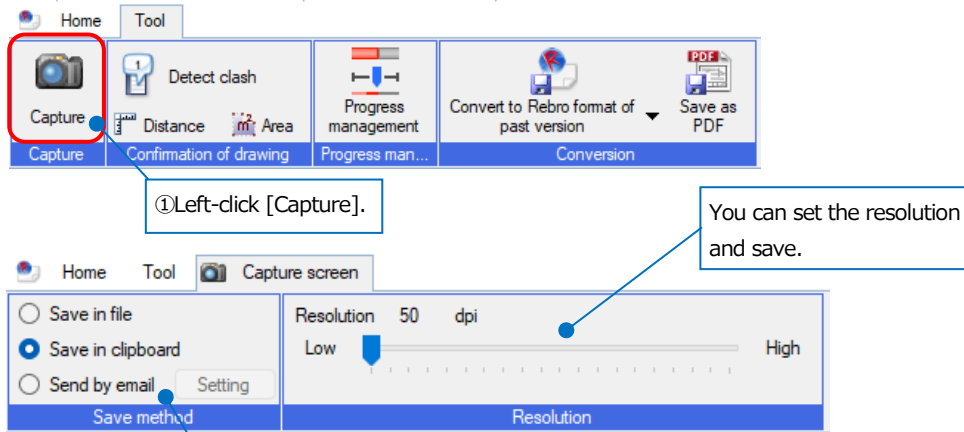 Home Tool
Capture
Detect clash
Distance
m²
Area
Progress
management
Convert to Rebro format of
past version
PDF
Save as
PDF
Capture
Confirmation of drawing
Progress man...
Conversion
①Left-click [Capture].
You can set the resolution
and save.
Home Tool Capture screen
Save in file
Save in clipboard
Send by email Setting
Save method
Resolution 50 dpi
Low High
Resolution